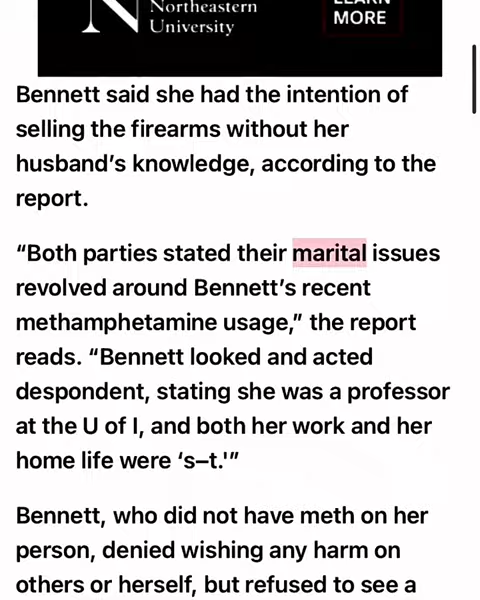 Northeastern
University
LEARN
MORE
Bennett said she had the intention of
selling the firearms without her
husband’s knowledge, according to the
report.
“Both parties stated their marital issues
revolved around Bennett’s recent
methamphetamine usage,” the report
reads. “Bennett looked and acted
despondent, stating she was a professor
at the U of I, and both her work and her
home life were ‘s—t.'”
Bennett, who did not have meth on her
person, denied wishing any harm on
others or herself, but refused to see a